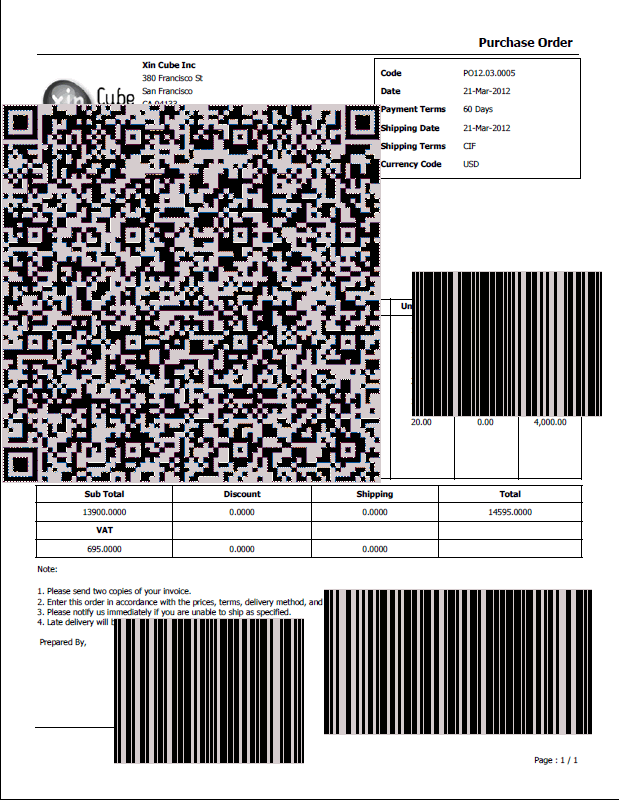 Purchase Order
Xin Cube Inc
380 Francisco St
San Francisco
CA 94133
xin Cube
Code PO12.03.0005
Date 21-Mar-2012
Payment Terms 60 Days
Shipping Date 21-Mar-2012
Shipping Terms CIF
Currency Code USD
20.00 0.00 4,000.00
Sub Total Discount Shipping Total
13900.0000 0.0000 0.0000 14595.0000
VAT
695.0000 0.0000 0.0000
Note:
1. Please send two copies of your invoice.
2. Enter this order in accordance with the prices, terms, delivery method, and
3. Please notify us immediately if you are unable to ship as specified.
4. Late delivery will
Prepared By,
Page : 1 / 1